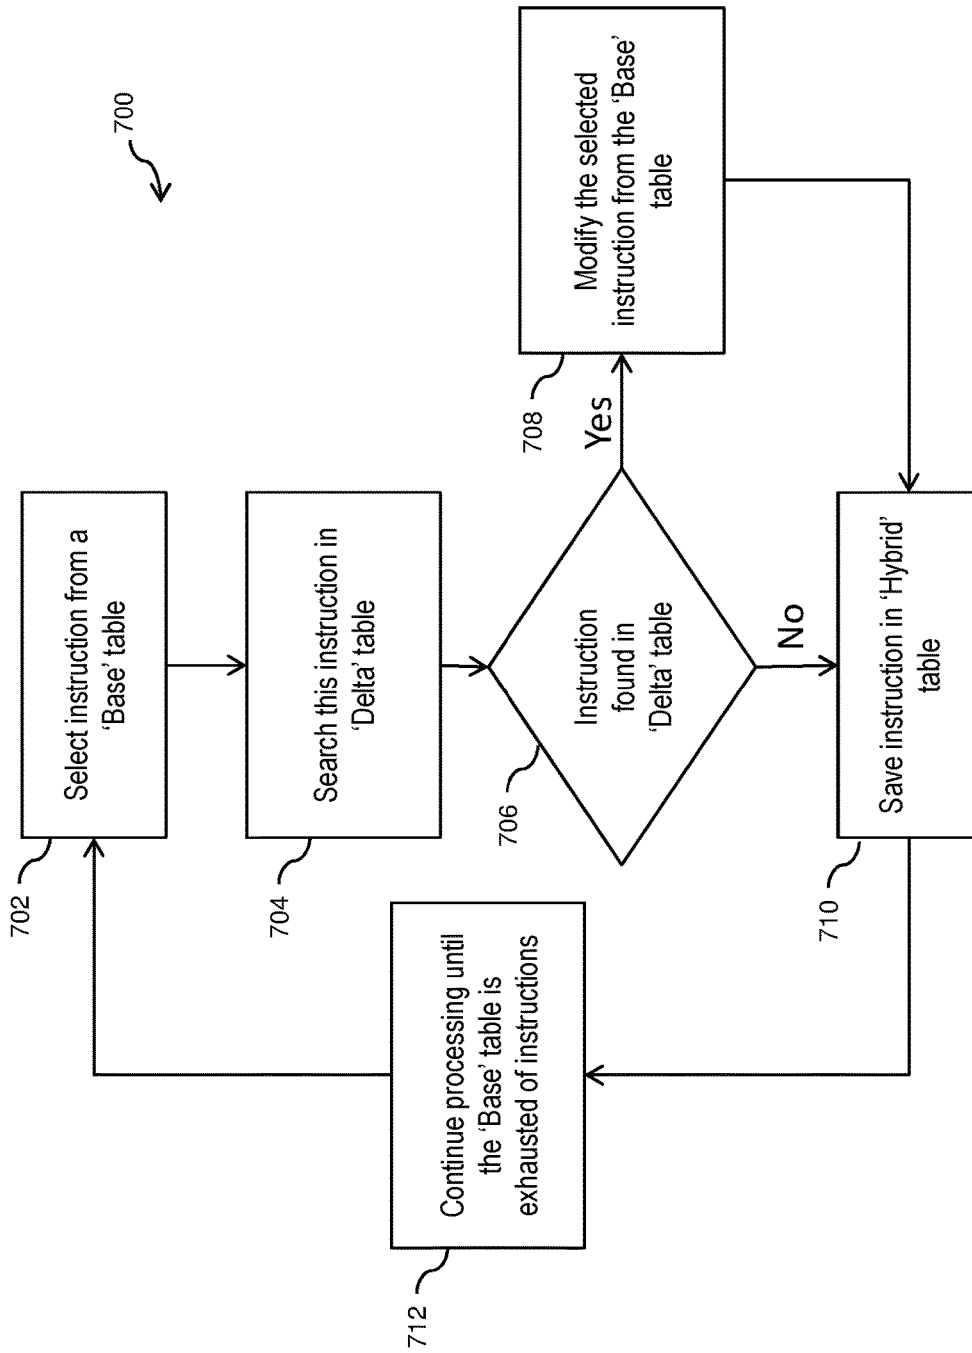 700
702
Select instruction from a
‘Base’ table
704
Search this instruction in
‘Delta’ table
706
Instruction
found in
‘Delta’ table
Yes
708
Modify the selected
instruction from the ‘Base’
table
No
710
Save instruction in ‘Hybrid’
table
712
Continue processing until
the ‘Base’ table is
exhausted of instructions